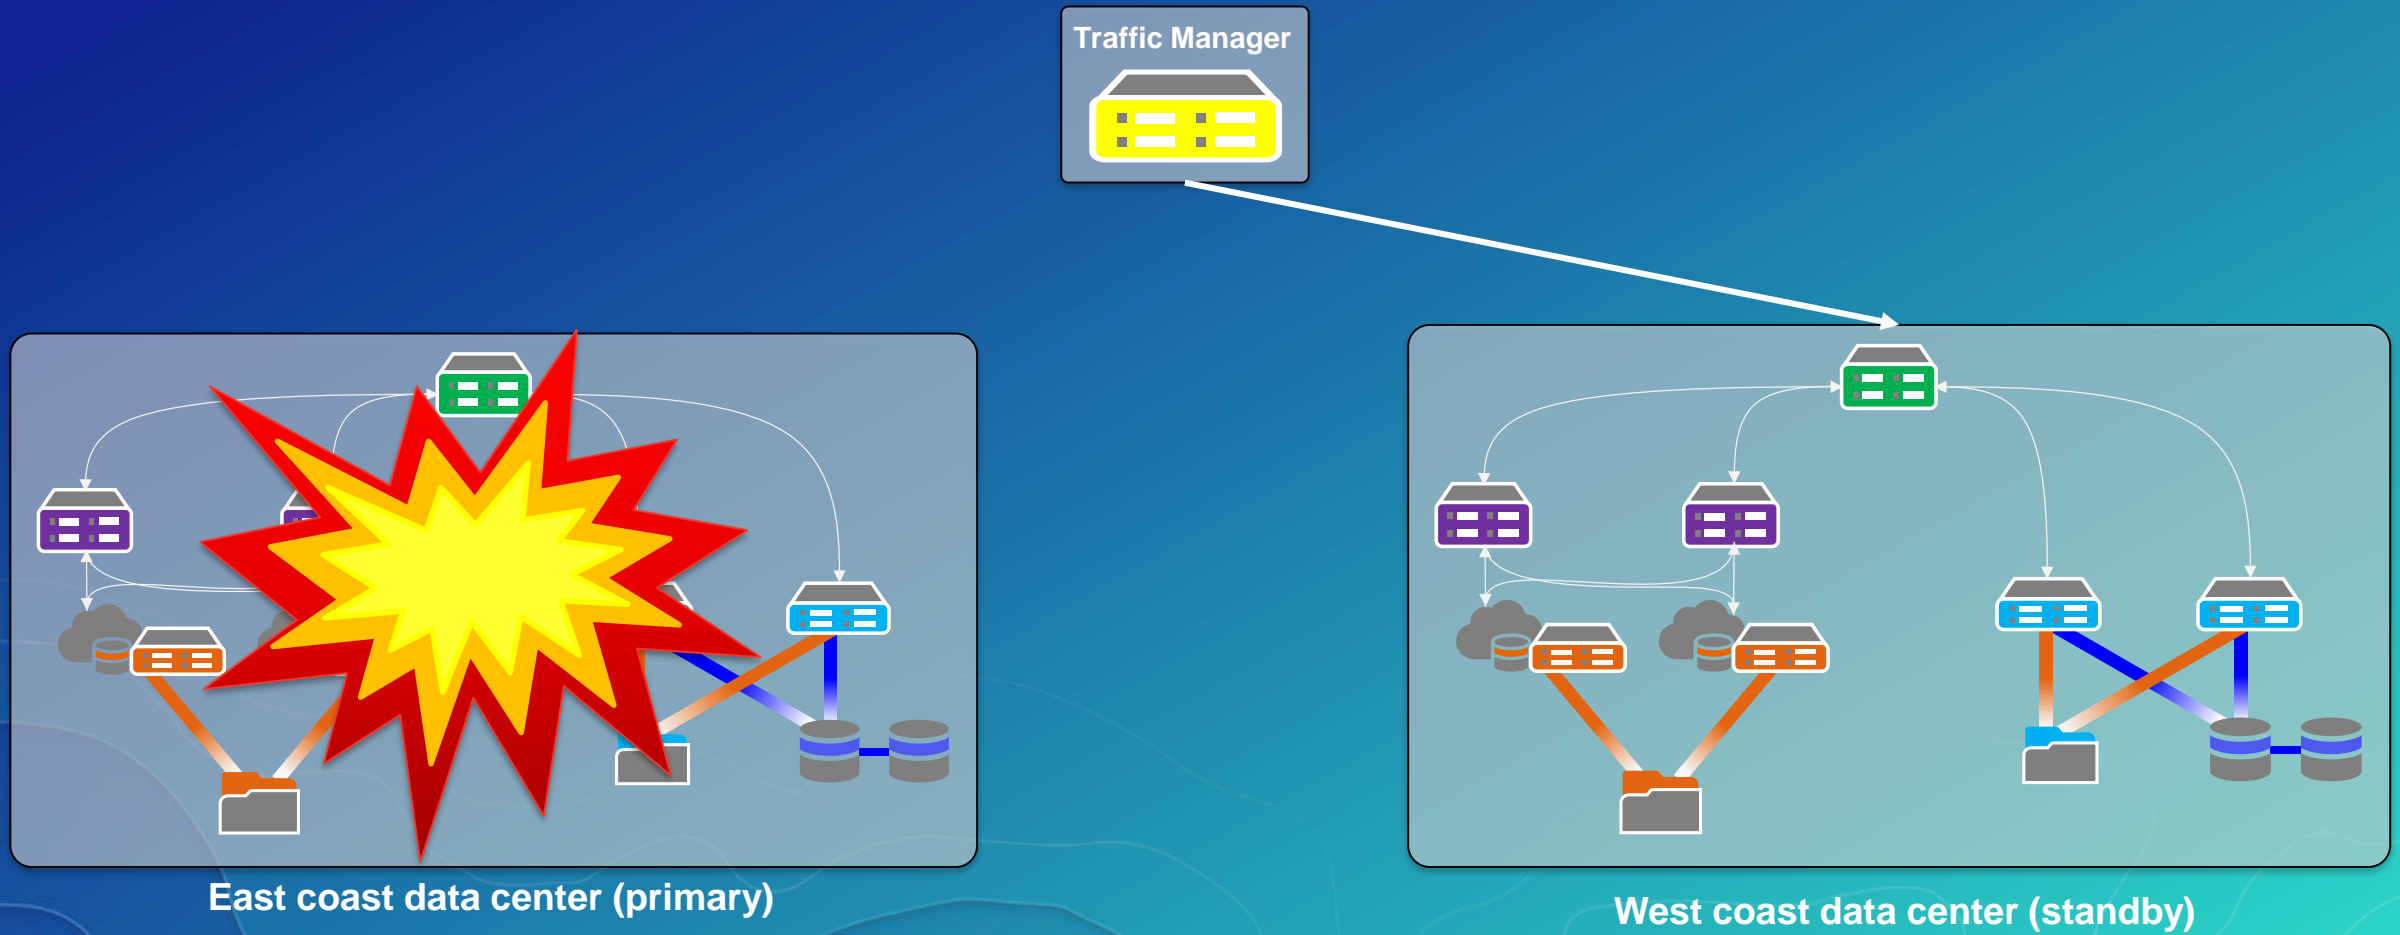 Traffic Manager
East coast data center (primary)
West coast data center (standby)